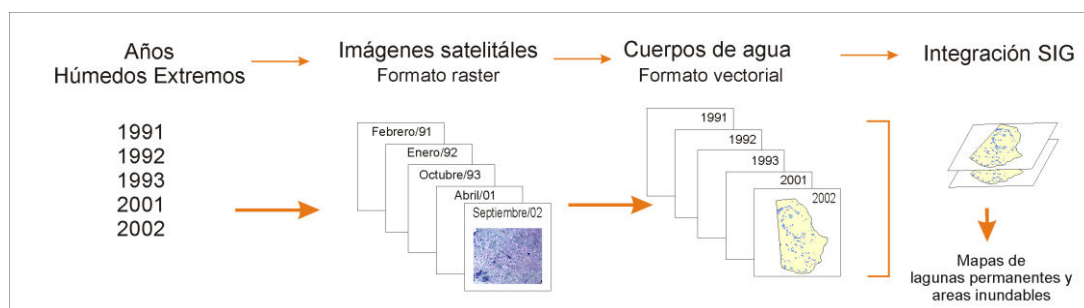 Años
Húmedos Extremos
Imágenes satelitáles
Formato raster
Cuerpos de agua
Formato vectorial
Integración SIG
1991
1992
1993
2001
2002
Febrero/91
Enero/92
Octubre/93
Abril/01
Septiembre/02
1991
1992
1993
2001
2002
Mapas de
lagunas permanentes y
areas inundables